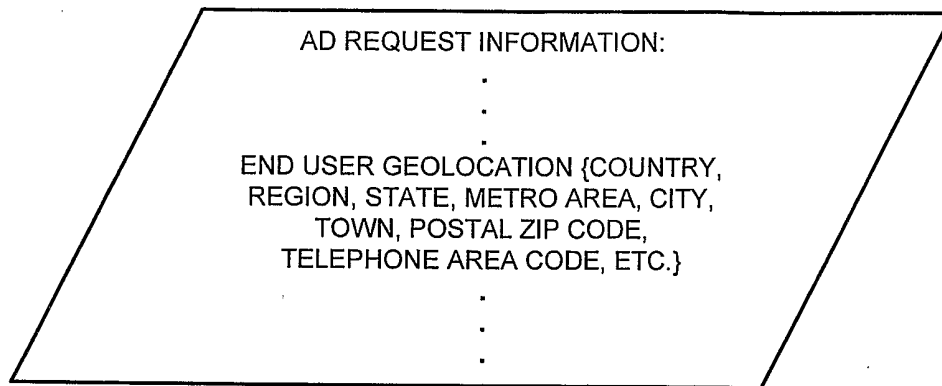 AD REQUEST INFORMATION:
.
.
.
END USER GEOLOCATION {COUNTRY,
REGION, STATE, METRO AREA, CITY,
TOWN, POSTAL ZIP CODE,
TELEPHONE AREA CODE, ETC.}
.
.
.